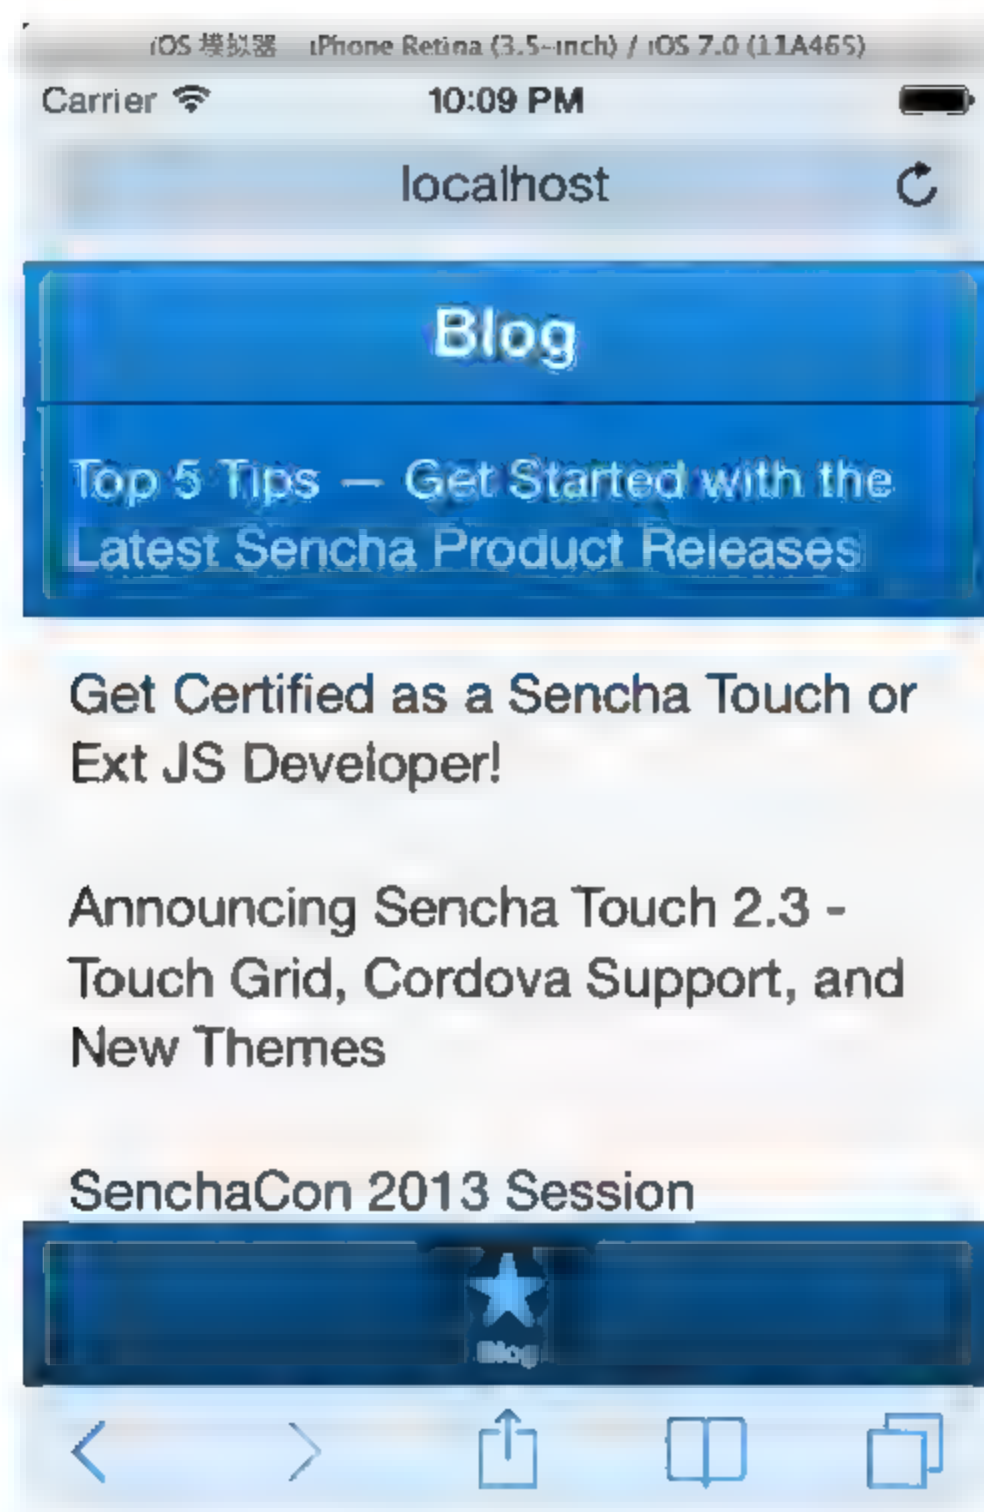 iOS 模拟器 iPhone Retina (3.5-inch) / iOS 7.0 (11A465)
Carrier 10:09 PM
localhost
Blog
Top 5 Tips — Get Started with the
Latest Sencha Product Releases
Get Certified as a Sencha Touch or
Ext JS Developer!
Announcing Sencha Touch 2.3 -
Touch Grid, Cordova Support, and
New Themes
SenchaCon 2013 Session
Blog